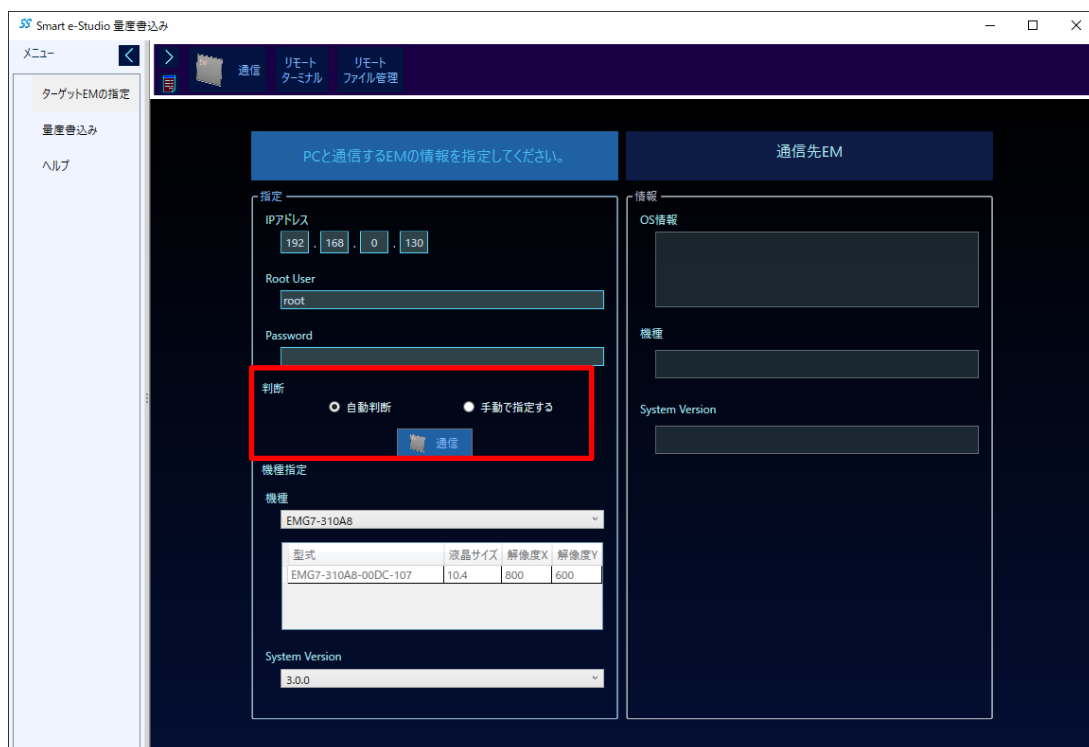 Smart e-Studio 量産書込み
メニュー
ターゲットEMの指定
量産書込み
ヘルプ
通信
リモート
ターミナル
リモート
ファイル管理
PCと通信するEMの情報を指定してください。
指定
IPアドレス
192 . 168 . 0 . 130
Root User
root
Password
判断
自動判断 手動で指定する
通信
機種指定
機種
EMG7-310A8
型式 液晶サイズ 解像度X 解像度Y
EMG7-310A8-00DC-107 10.4 800 600
System Version
3.0.0
通信先EM
情報
OS情報
機種
System Version